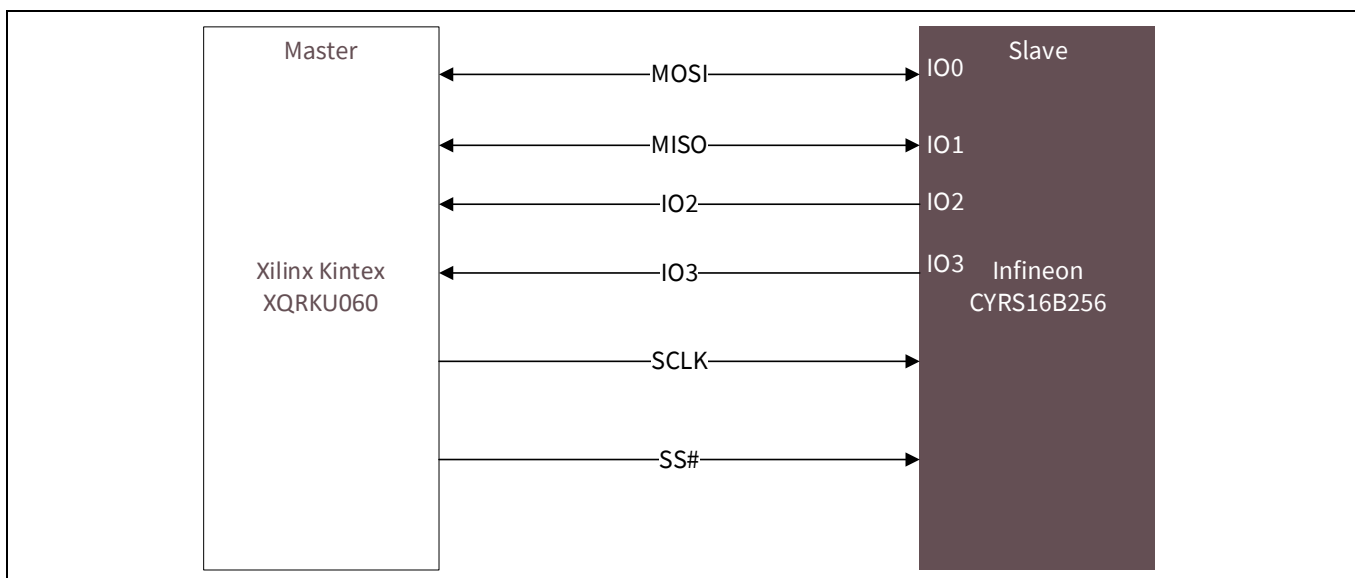 Master
Slave
MOSI
IO0
MISO
IO1
IO2
IO2
IO3
IO3
Xilinx Kintex
XQRKU060
Infineon
CYRS16B256
SCLK
SS#